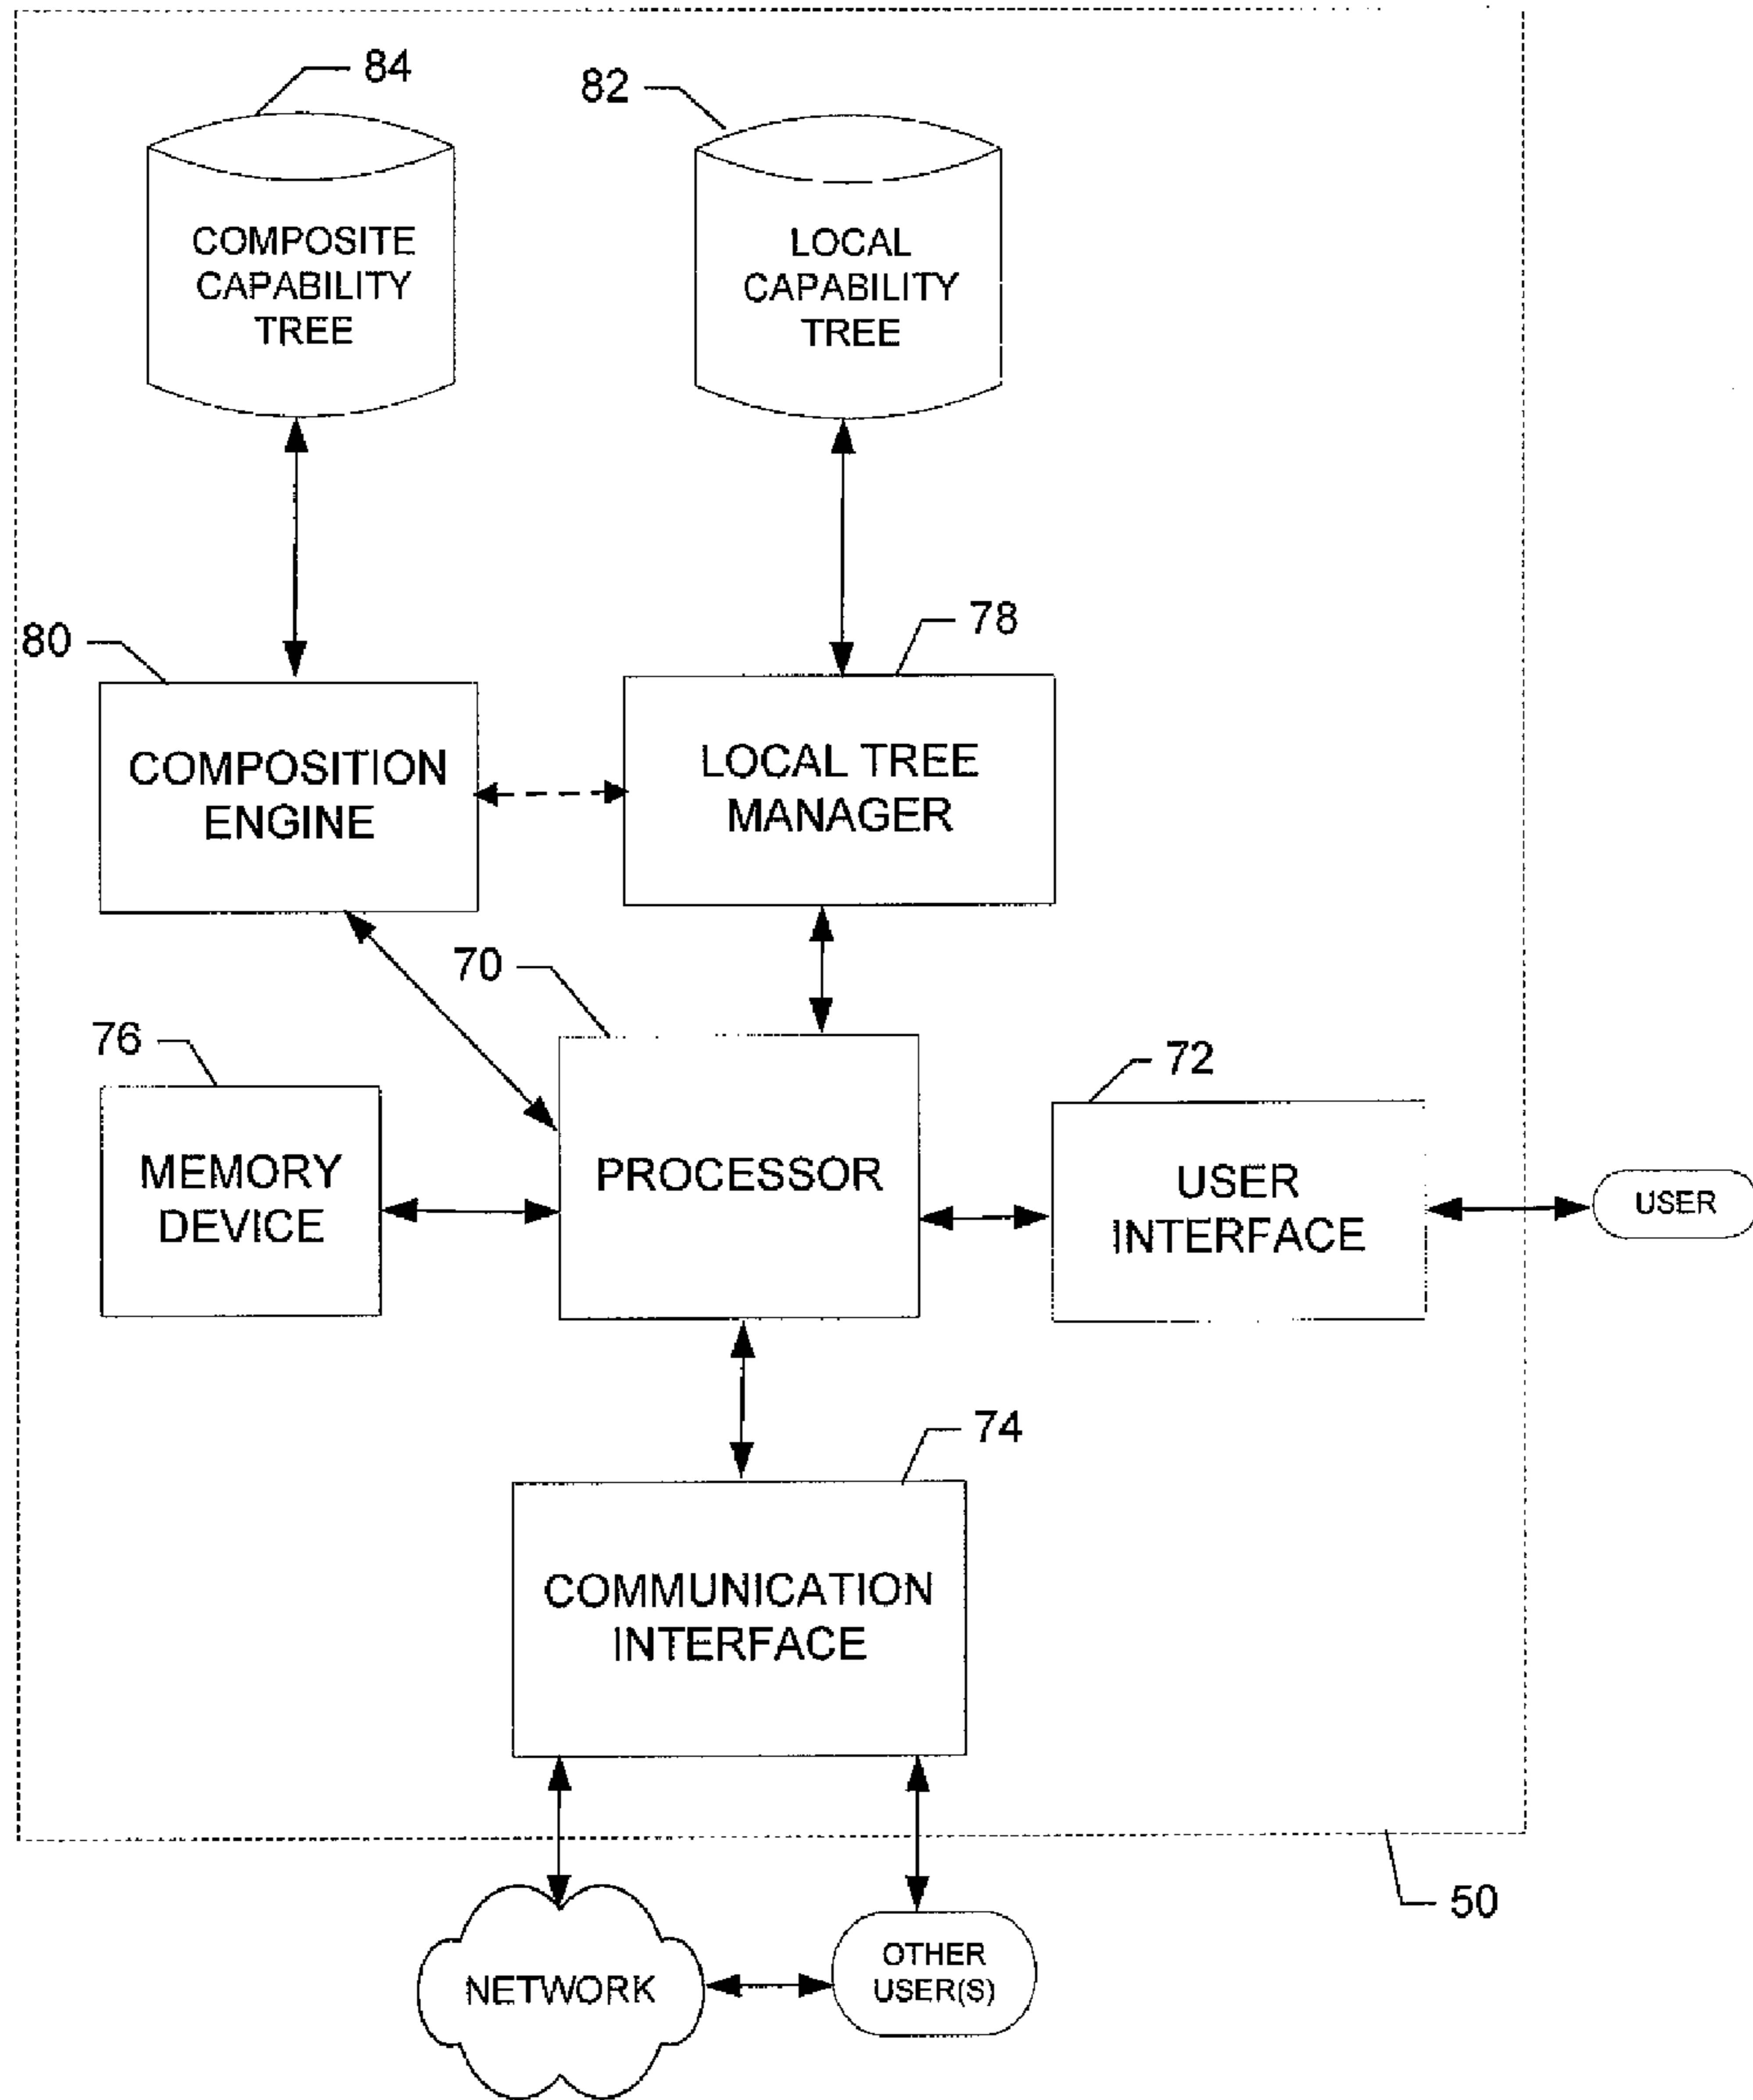 84
82
COMPOSITE
CAPABILITY
TREE
LOCAL
CAPABILITY
TREE
80
78
COMPOSITION
ENGINE
LOCAL TREE
MANAGER
70
76
72
MEMORY
DEVICE
PROCESSOR
USER
INTERFACE
USER
74
COMMUNICATION
INTERFACE
50
NETWORK
OTHER
USER(S)